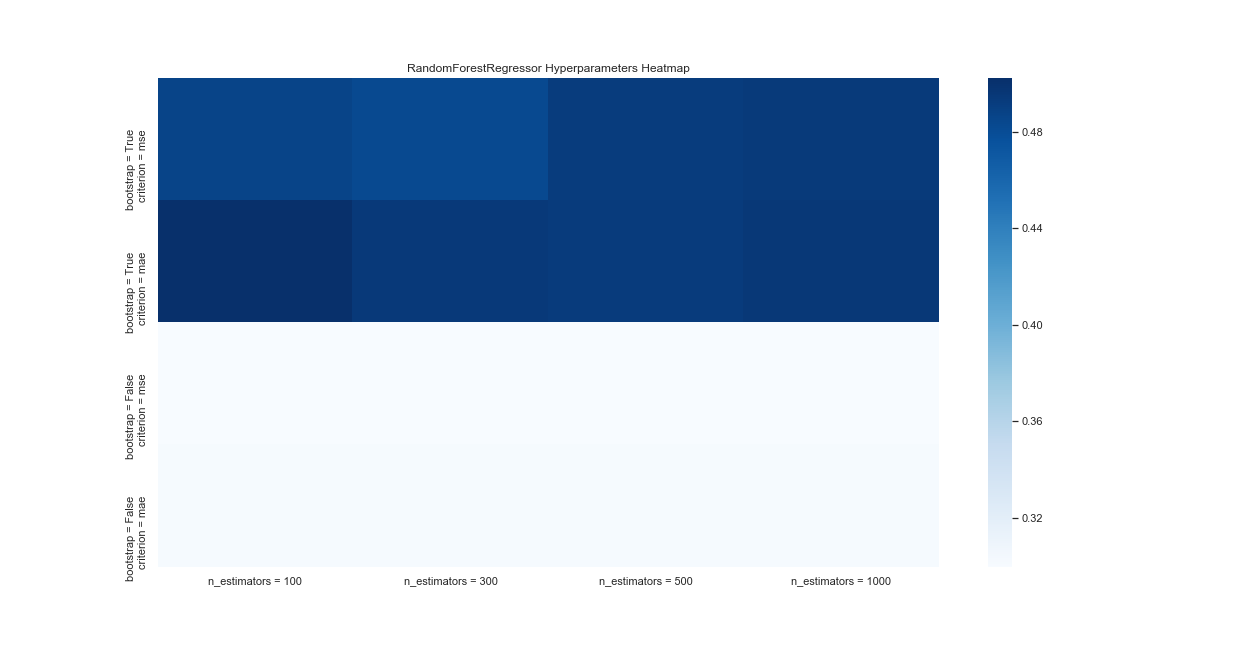 RandomForestRegressor Hyperparameters Heatmap
bootstrap = True
criterion = mse
bootstrap = True
criterion = mae
bootstrap = False
criterion = mse
bootstrap = False
criterion = mae
n_estimators = 100
n_estimators = 300
n_estimators = 500
n_estimators = 1000
0.48
0.44
0.40
0.36
0.32